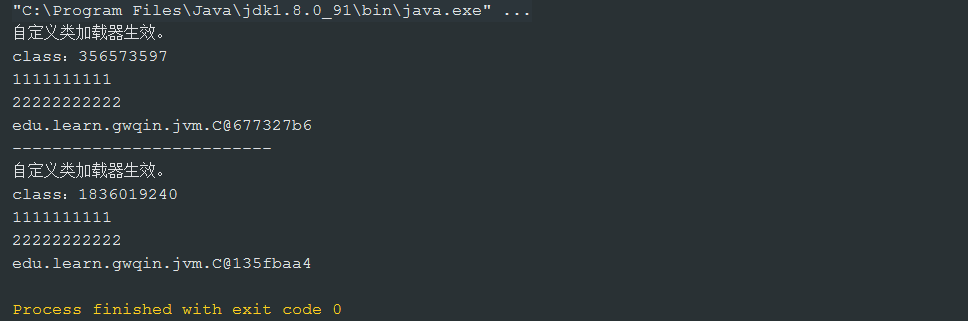 "C:\Program Files\Java\jdk1.8.0_91\bin\java.exe" ...
自定义类加载器生效。
class：356573597
1111111111
22222222222
edu.learn.gwqin.jvm.C@677327b6
--------------------------
自定义类加载器生效。
class：1836019240
1111111111
22222222222
edu.learn.gwqin.jvm.C@135fbaa4
Process finished with exit code 0